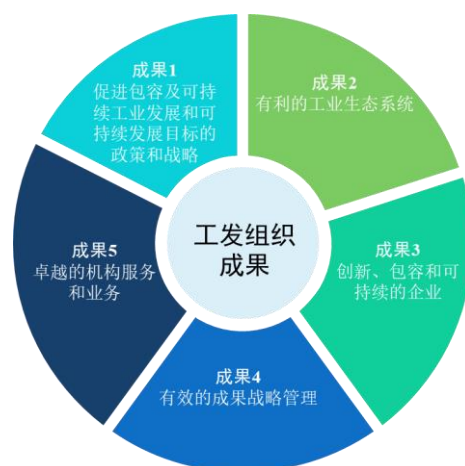 成果1
促进包容及可持
续工业发展和可
持续发展目标的
政策和战略
成果2
有利的工业生态系统
成果3
创新、包容和可
持续的企业
成果4
有效的成果战略管理
成果5
卓越的机构服务
和业务
工发组织
成果